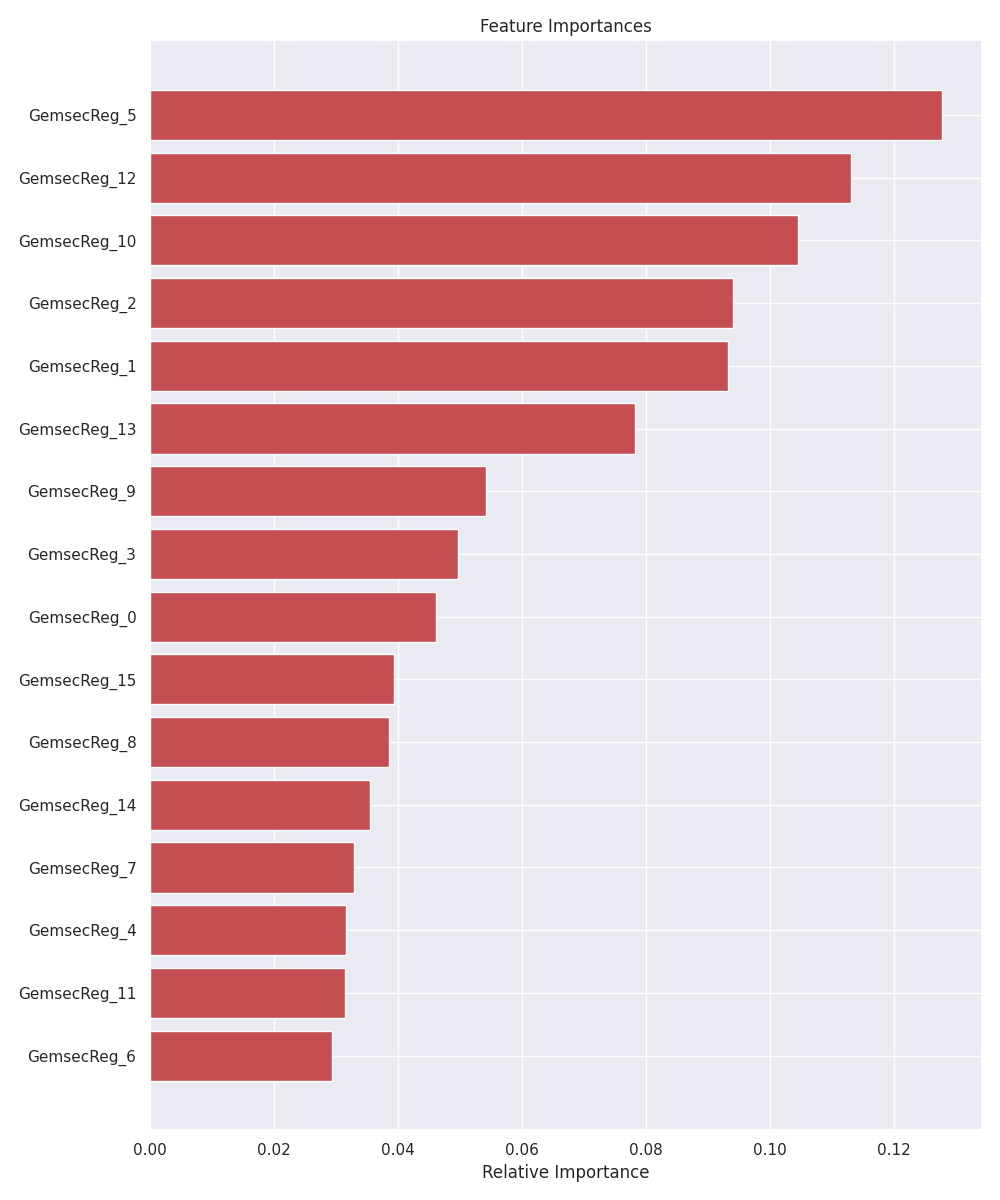 Feature Importances
GemsecReg_5
GemsecReg_12
GemsecReg_10
GemsecReg_2
GemsecReg_1
GemsecReg_13
GemsecReg_9
GemsecReg_3
GemsecReg_0
GemsecReg_15
GemsecReg_8
GemsecReg_14
GemsecReg_7
GemsecReg_4
GemsecReg_11
GemsecReg_6
0.00 0.02 0.04 0.06 0.08 0.10 0.12
Relative Importance